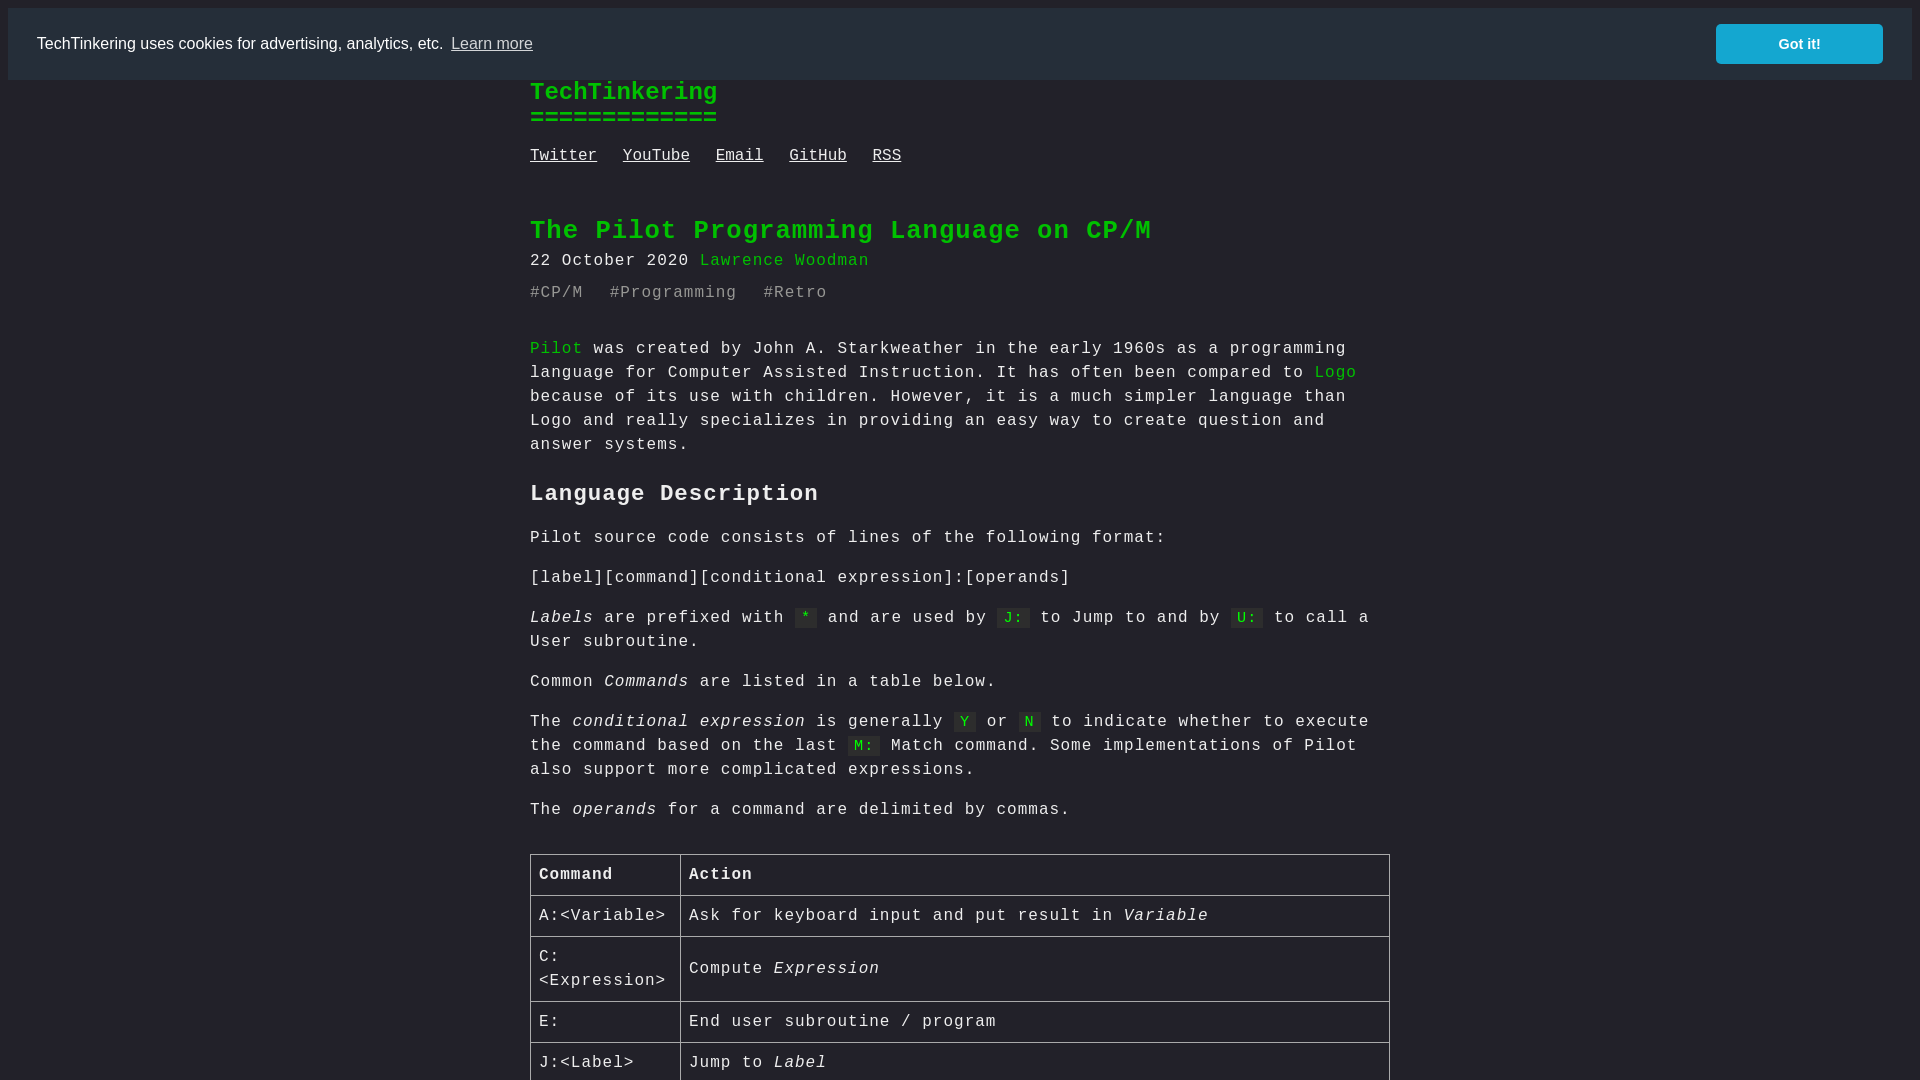 TechTinkering uses cookies for advertising, analytics, etc. Learn more
Got it!
TechTinkering
=============
Twitter YouTube Email GitHub RSS
The Pilot Programming Language on CP/M
22 October 2020 Lawrence Woodman
#CP/M #Programming #Retro
Pilot was created by John A. Starkweather in the early 1960s as a programming
language for Computer Assisted Instruction. It has often been compared to Logo
because of its use with children. However, it is a much simpler language than
Logo and really specializes in providing an easy way to create question and
answer systems.
Language Description
Pilot source code consists of lines of the following format:
[label][command][conditional expression]:[operands]
Labels are prefixed with * and are used by J: to Jump to and by U: to call a
User subroutine.
Common Commands are listed in a table below.
The conditional expression is generally Y or N to indicate whether to execute
the command based on the last M: Match command. Some implementations of Pilot
also support more complicated expressions.
The operands for a command are delimited by commas.
Command Action
A:<Variable> Ask for keyboard input and put result in Variable
C:
<Expression> Compute Expression
E: End user subroutine / program
J:<Label> Jump to Label